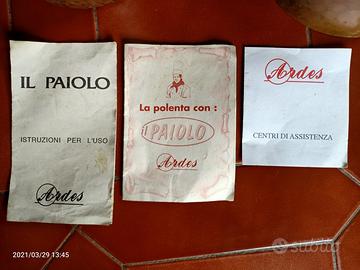 IL PAIOLO
ISTRUZIONI PER L'USO
Ardes
La polenta con :
il PAIOLO
Ardes
Ardes
CENTRI DI ASSISTENZA
2021/03/29 13:45
subito